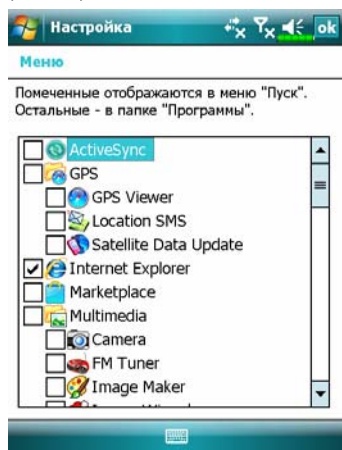 Настройка
ok
Меню
Помеченные отображаются в меню "Пуск".
Остальные - в папке "Программы".
ActiveSync
GPS
GPS Viewer
Location SMS
Satellite Data Update
Internet Explorer
Marketplace
Multimedia
Camera
FM Tuner
Image Maker